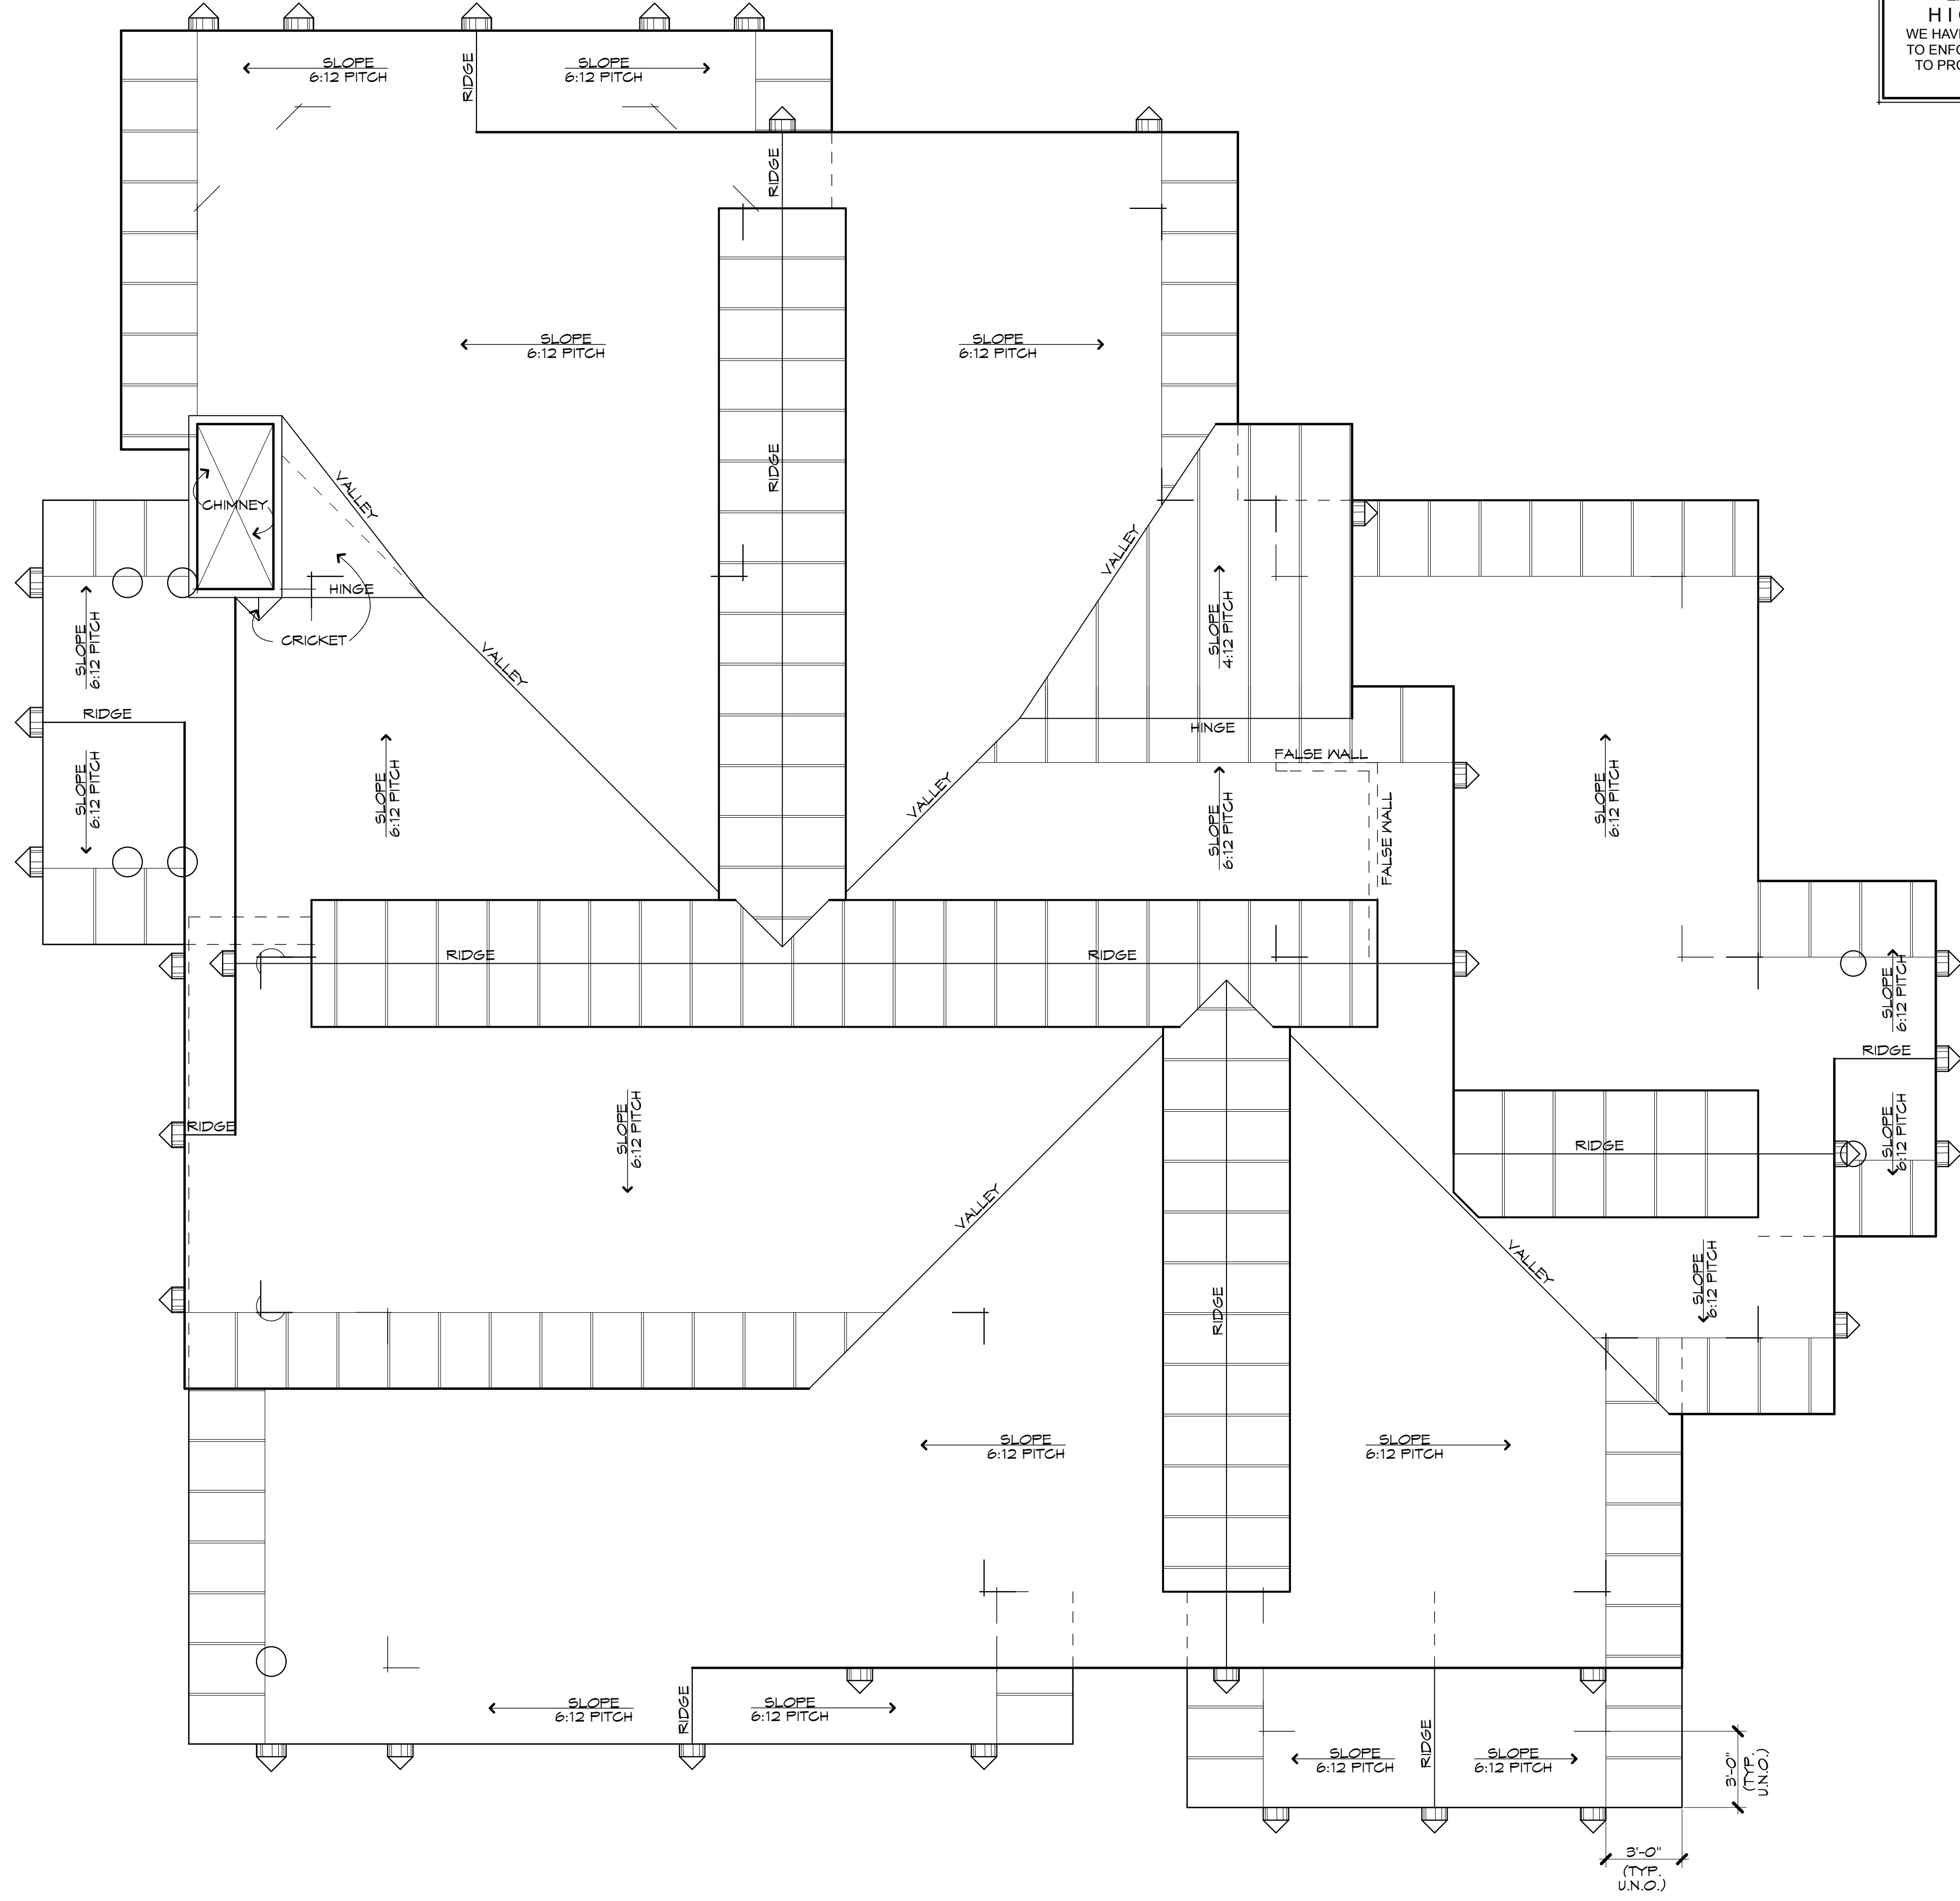 HI
WE HAV
TO ENFO
TO PRO
SLOPE
6:12 PITCH
RIDGE
SLOPE
6:12 PITCH
RIDGE
SLOPE
6:12 PITCH
SLOPE
6:12 PITCH
RIDGE
VALLEY
CHIMNEY
HINGE
CRICKET
VALLEY
VALLEY
SLOPE
4:12 PITCH
HINGE
FALSE WALL
FALSE WALL
SLOPE
6:12 PITCH
RIDGE
SLOPE
6:12 PITCH
SLOPE
6:12 PITCH
VALLEY
SLOPE
6:12 PITCH
SLOPE
6:12 PITCH
RIDGE
RIDGE
SLOPE
6:12 PITCH
RIDGE
SLOPE
6:12 PITCH
RIDGE
SLOPE
6:12 PITCH
RIDGE
VALLEY
RIDGE
VALLEY
SLOPE
6:12 PITCH
SLOPE
6:12 PITCH
SLOPE
6:12 PITCH
SLOPE
6:12 PITCH
RIDGE
SLOPE
6:12 PITCH
SLOPE
6:12 PITCH
RIDGE
SLOPE
6:12 PITCH
3'-0"
(TYP.
U.N.O.)
3'-0"
(TYP.
U.N.O.)